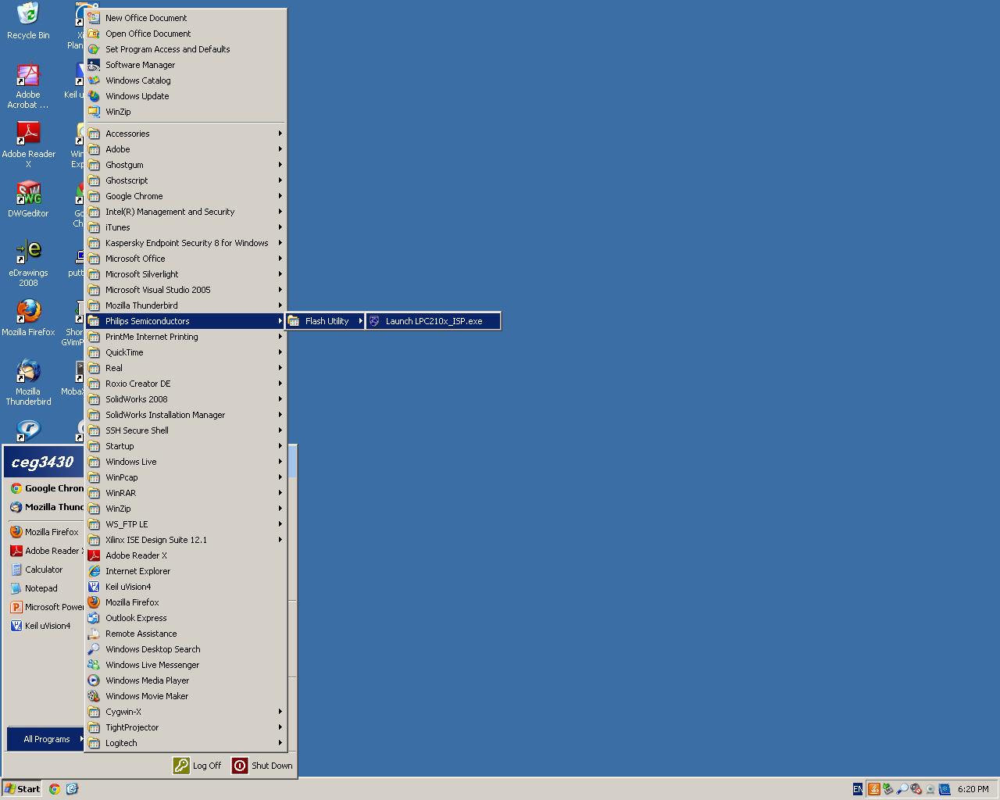 Recycle Bin
Adobe
Acrobat ...
Adobe Reader
X
DWGeditor
eDrawings
2008
Mozilla Firefox
Mozilla
Thunderbird
Xi
Plan
Keil u
Win
Exp
Go
Ch
putt
Shor
GVimP
MobaX
New Office Document
Open Office Document
Set Program Access and Defaults
Software Manager
Windows Catalog
Windows Update
WinZip
Accessories
Adobe
Ghostgum
Ghostscript
Google Chrome
Intel(R) Management and Security
iTunes
Kaspersky Endpoint Security 8 for Windows
Microsoft Office
Microsoft Silverlight
Microsoft Visual Studio 2005
Mozilla Thunderbird
Philips Semiconductors
Flash Utility
Launch LPC210x_ISP.exe
PrintMe Internet Printing
QuickTime
Real
Roxio Creator DE
SolidWorks 2008
SolidWorks Installation Manager
SSH Secure Shell
Startup
Windows Live
WinPcap
WinRAR
WinZip
WS_FTP LE
Xilinx ISE Design Suite 12.1
Adobe Reader X
Internet Explorer
Keil uVision4
Mozilla Firefox
Outlook Express
Remote Assistance
Windows Desktop Search
Windows Live Messenger
Windows Media Player
Windows Movie Maker
Cygwin-X
TightProjector
Logitech
ceg3430
Google Chron
Mozilla Thund
Mozilla Firefox
Adobe Reader X
Calculator
Notepad
Microsoft Power
Keil uVision4
All Programs
Log Off
Shut Down
Start
EN
6:20 PM